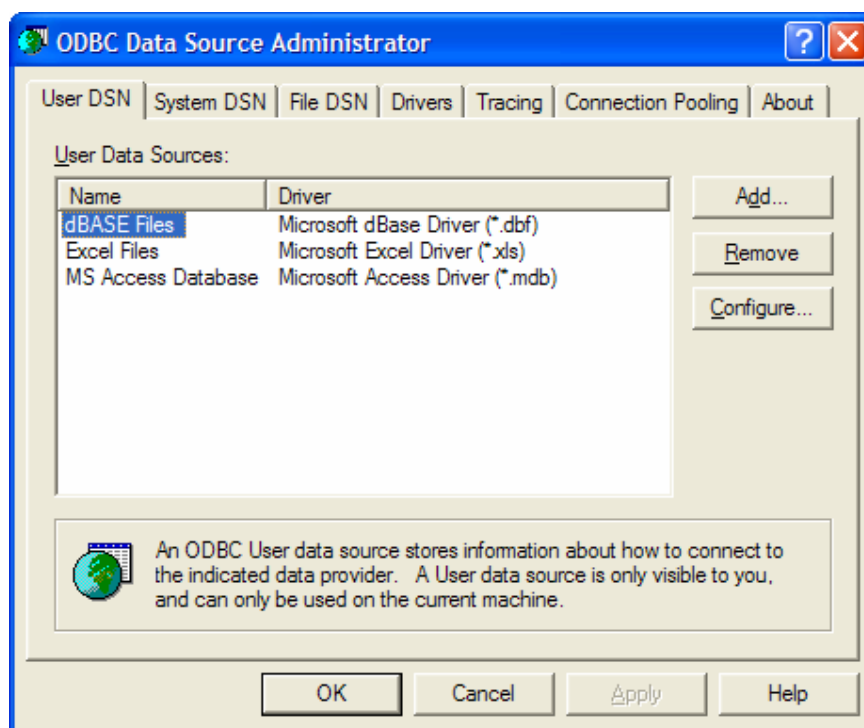 ODBC Data Source Administrator
User DSN System DSN File DSN Drivers Tracing Connection Pooling About
User Data Sources:
Name Driver
dBASE Files Microsoft dBase Driver (*.dbf)
Excel Files Microsoft Excel Driver (*.xls)
MS Access Database Microsoft Access Driver (*.mdb)
Add...
Remove
Configure...
An ODBC User data source stores information about how to connect to
the indicated data provider. A User data source is only visible to you,
and can only be used on the current machine.
OK Cancel Apply Help